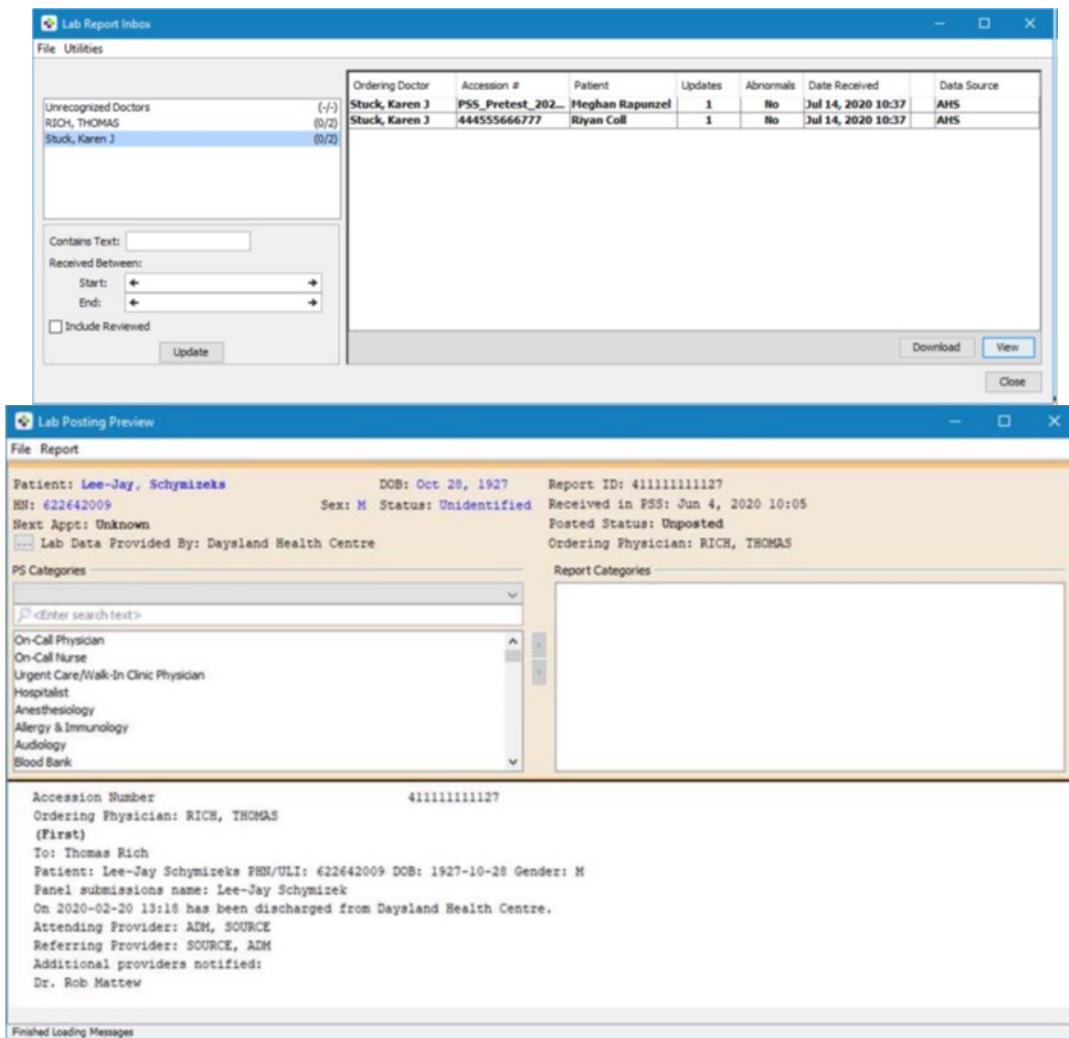 Lab Report Inbox
File Utilities
Ordering Doctor Accession # Patient Updates Abnormals Date Received Data Source
Unrecognized Doctors (-/-)
RICH, THOMAS (0/2)
Stuck, Karen J (0/2)
Stuck, Karen J PSS_Pretest_202... Meghan Rapunzel 1 No Jul 14, 2020 10:37 AHS
Stuck, Karen J 444555666777 Riyan Coll 1 No Jul 14, 2020 10:37 AHS
Contains Text:
Received Between:
Start:
End:
Include Reviewed
Update
Download View
Close
Lab Posting Preview
File Report
Patient: Lee-Jay, Schymizeks DOB: Oct 28, 1927 Report ID: 411111111127
HN: 622642009 Sex: M Status: Unidentified Received in PSS: Jun 4, 2020 10:05
Next Appt: Unknown Posted Status: Unposted
... Lab Data Provided By: Daysland Health Centre Ordering Physician: RICH, THOMAS
PS Categories Report Categories
<Enter search text>
On-Call Physician
On-Call Nurse
Urgent Care/Walk-In Clinic Physician
Hospitalist
Anesthesiology
Allergy & Immunology
Audiology
Blood Bank
Accession Number 411111111127
Ordering Physician: RICH, THOMAS
(First)
To: Thomas Rich
Patient: Lee-Jay Schymizeks PHN/ULI: 622642009 DOB: 1927-10-28 Gender: M
Panel submissions name: Lee-Jay Schymizek
On 2020-02-20 13:18 has been discharged from Daysland Health Centre.
Attending Provider: ADM, SOURCE
Referring Provider: SOURCE, ADM
Additional providers notified:
Dr. Rob Mattew
Finished Loading Messages